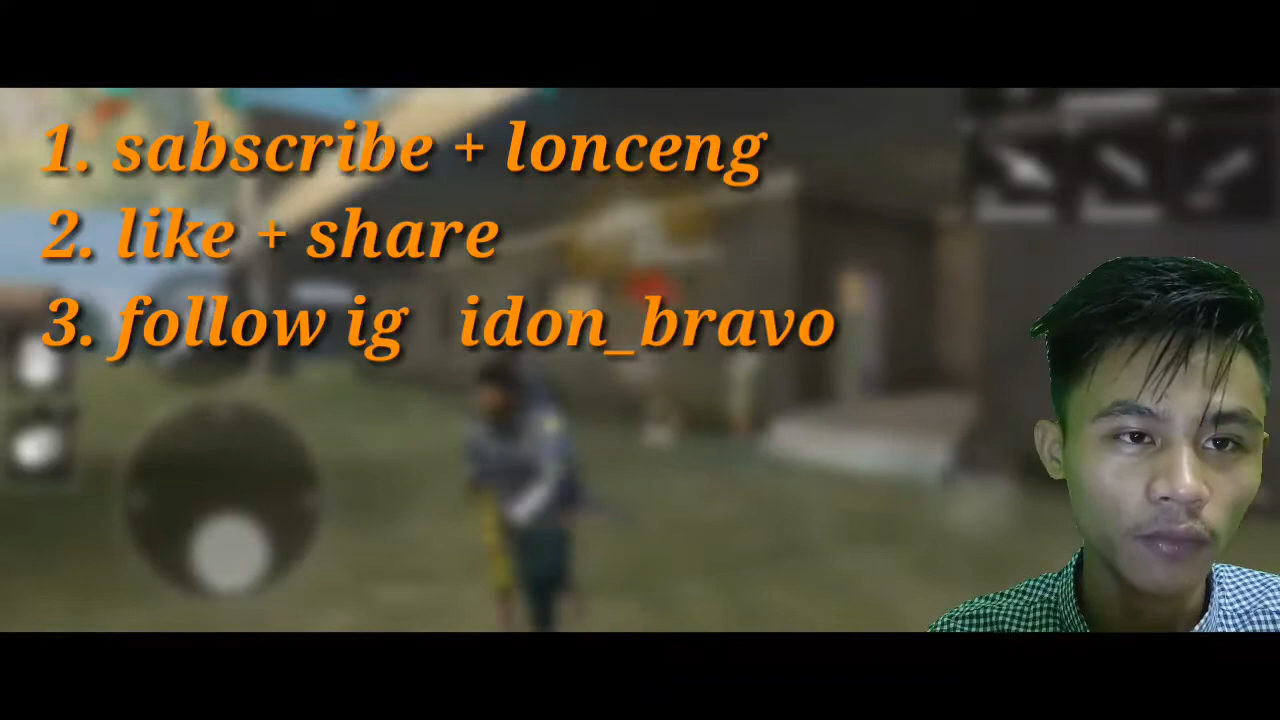 1. sabscribe + lonceng
2. like + share
3. follow ig idon_bravo